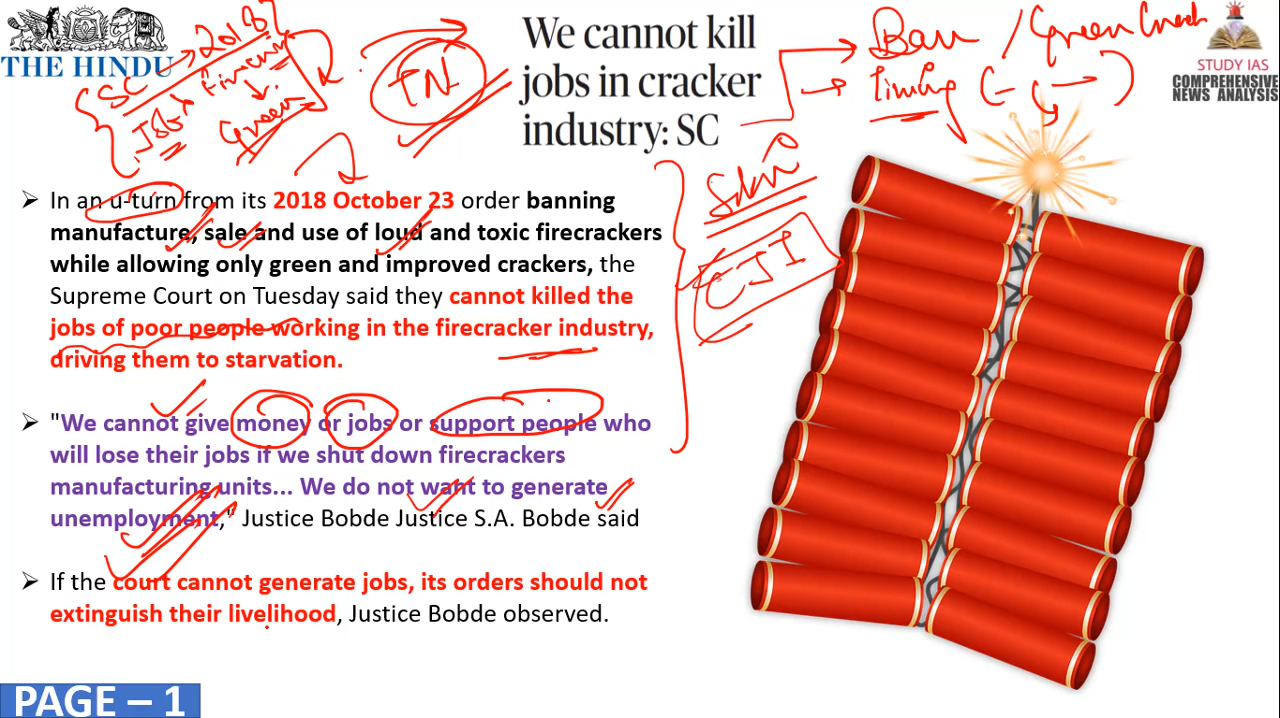 THE HINDU
We cannot kill
jobs in cracker
industry: SC
STUDY IAS
COMPREHENSIVE
NEWS ANALYSIS
SC → 2018
Jobs
Green
TN
Ban / Green
timing
CJI
➢ In an u-turn from its 2018 October 23 order banning
manufacture, sale and use of loud and toxic firecrackers
while allowing only green and improved crackers, the
Supreme Court on Tuesday said they cannot killed the
jobs of poor people working in the firecracker industry,
driving them to starvation.
➢ "We cannot give money or jobs or support people who
will lose their jobs if we shut down firecrackers
manufacturing units... We do not want to generate
unemployment," Justice Bobde Justice S.A. Bobde said
➢ If the court cannot generate jobs, its orders should not
extinguish their livelihood, Justice Bobde observed.
PAGE – 1